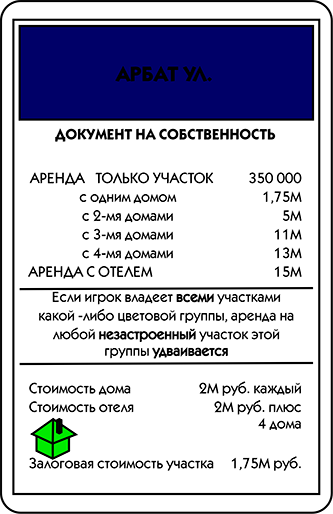 АРБАТ УЛ.
ДОКУМЕНТ НА СОБСТВЕННОСТЬ
АРЕНДА ТОЛЬКО УЧАСТОК 350 000
с одним домом 1,75М
с 2-мя домами 5М
с 3-мя домами 11М
с 4-мя домами 13М
АРЕНДА С ОТЕЛЕМ 15М
Если игрок владеет всеми участками
какой -либо цветовой группы, аренда на
любой незастроенный участок этой
группы удваивается
Стоимость дома 2М руб. каждый
Стоимость отеля 2М руб. плюс
4 дома
Залоговая стоимость участка 1,75М руб.